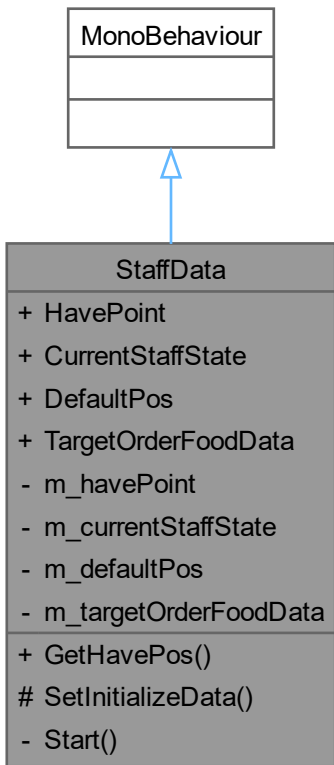 MonoBehaviour
StaffData
+ HavePoint
+ CurrentStaffState
+ DefaultPos
+ TargetOrderFoodData
- m_havePoint
- m_currentStaffState
- m_defaultPos
- m_targetOrderFoodData
+ GetHavePos()
# SetInitializeData()
- Start()